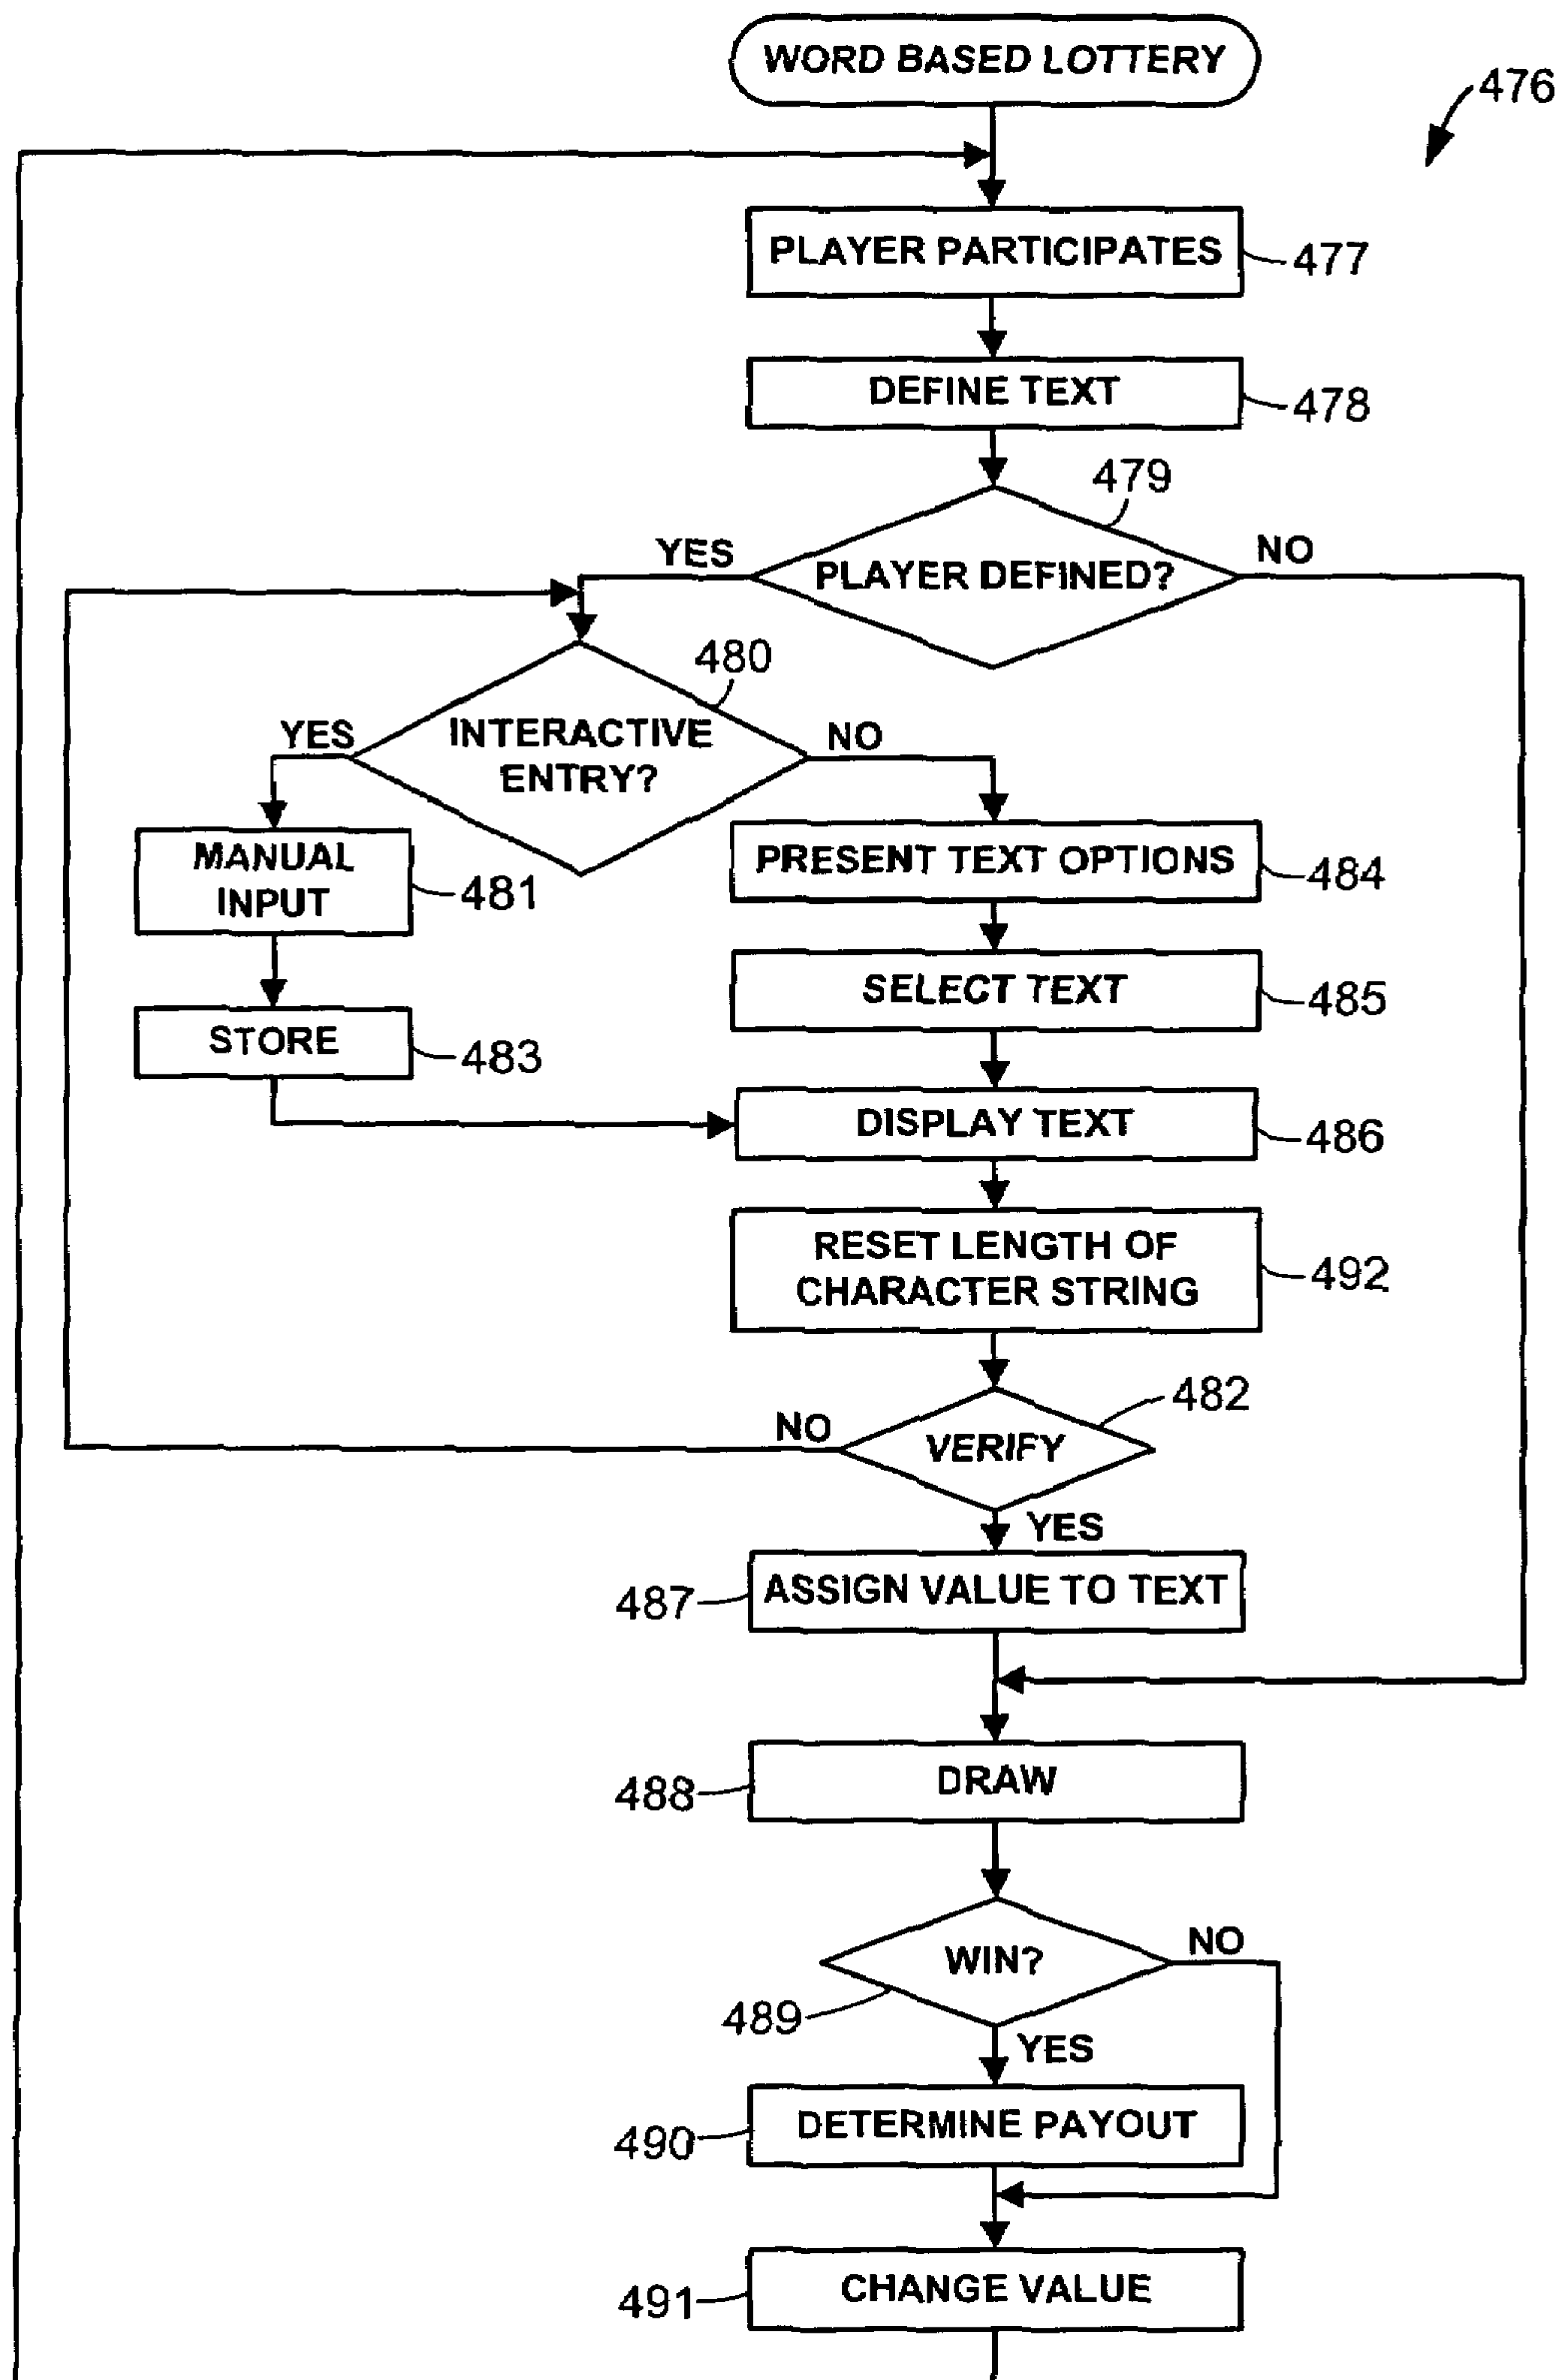 WORD BASED LOTTERY
476
PLAYER PARTICIPATES
477
DEFINE TEXT
478
479
YES
PLAYER DEFINED?
NO
480
YES
INTERACTIVE
ENTRY?
NO
MANUAL
INPUT
481
PRESENT TEXT OPTIONS
484
SELECT TEXT
485
STORE
483
DISPLAY TEXT
486
RESET LENGTH OF
CHARACTER STRING
492
482
NO
VERIFY
YES
487
ASSIGN VALUE TO TEXT
488
DRAW
WIN?
NO
489
YES
490
DETERMINE PAYOUT
491
CHANGE VALUE